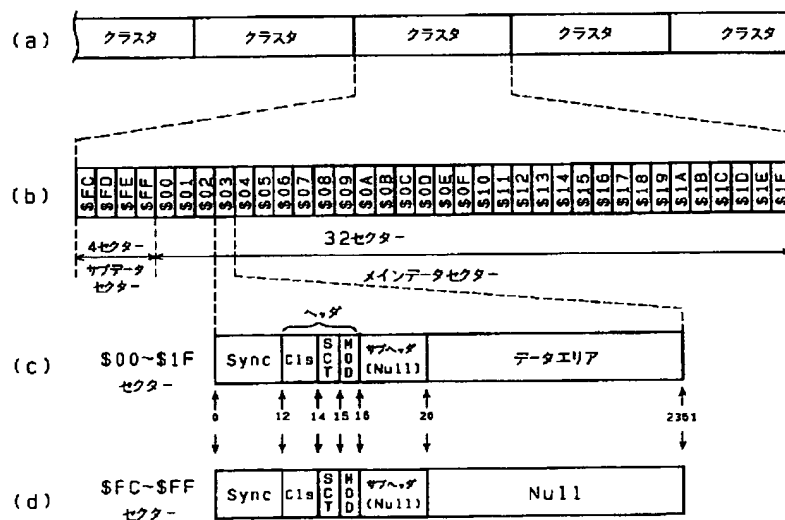 (a) クラスタ クラスタ クラスタ クラスタ クラスタ
(b) $FC $FD $FE $FF $00 $01 $02 $03 $04 $05 $06 $07 $08 $09 $0A $0B $0C $0D $0E $0F $10 $11 $12 $13 $14 $15 $16 $17 $18 $19 $1A $1B $1C $1D $1E $1F
4セクター 32セクター
サブデータ
セクター
メインデータセクター
ヘッダ
(c) $00~$1F
セクター
Sync Cls SCT MOD サブヘッダ
(Null) データエリア
0 12 14 15 16 20 2351
(d) $FC~$FF
セクター
Sync Cls SCT MOD サブヘッダ
(Null) Null